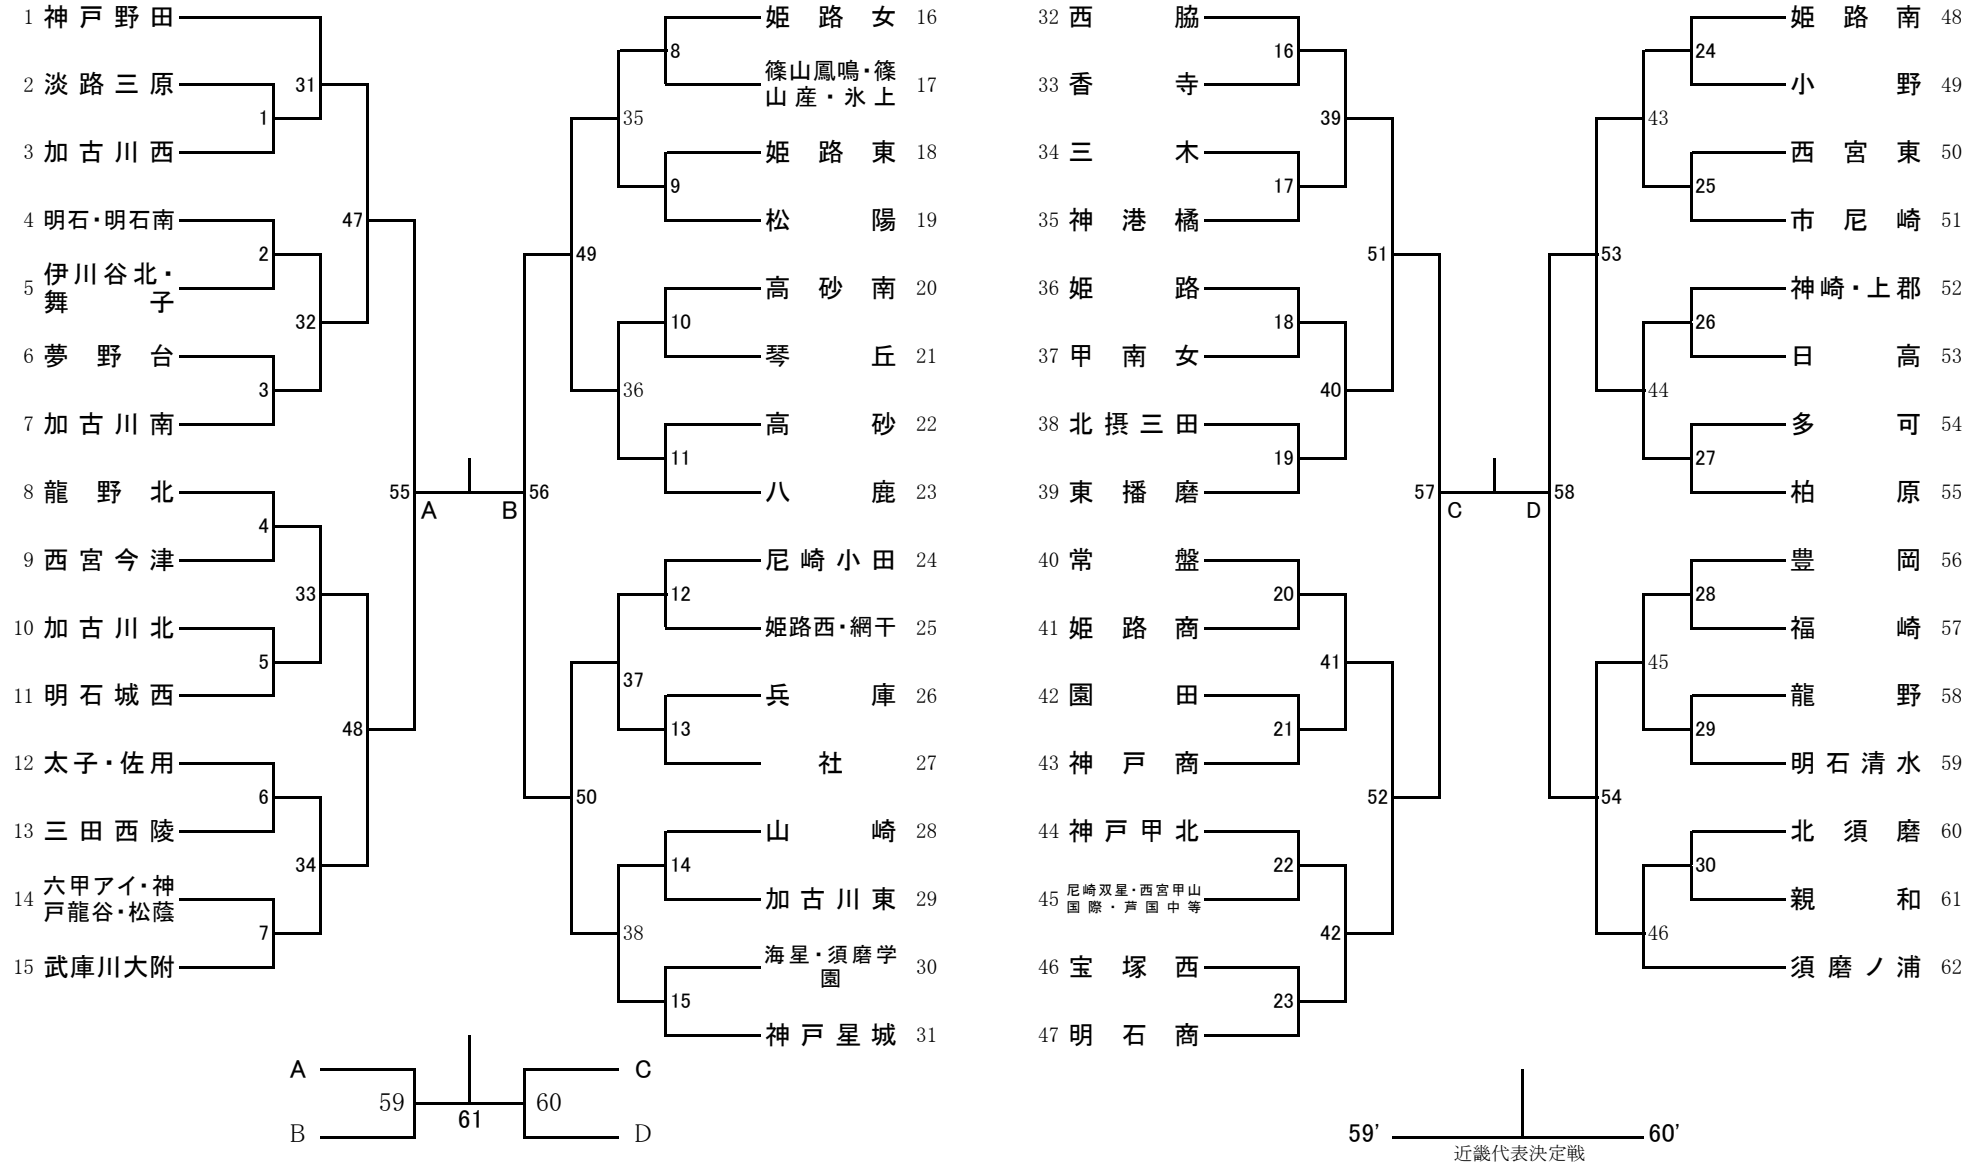 1 神戸野田
31
2 淡路三原
1
3 加古川西
47
4 明石・明石南
2
5 伊川谷北・
舞子
32
6 夢野台
3
7 加古川南
55
A
8 龍野北
4
9 西宮今津
33
10 加古川北
5
11 明石城西
48
12 太子・佐用
6
13 三田西陵
34
14 六甲アイ・神
戸龍谷・松蔭
7
15 武庫川大附
姫路女 16
8
篠山鳳鳴・篠
山産・氷上 17
35
姫路東 18
9
松陽 19
49
高砂南 20
10
琴丘 21
36
高砂 22
11
八鹿 23
B
56
尼崎小田 24
12
姫路西・網干 25
37
兵庫 26
13
社 27
50
山崎 28
14
加古川東 29
38
海星・須磨学
園 30
15
神戸星城 31
32 西脇
16
33 香寺
39
34 三木
17
35 神港橘
51
36 姫路
18
37 甲南女
40
38 北摂三田
19
39 東播磨
57
C
40 常盤
20
41 姫路商
41
42 園田
21
43 神戸商
52
44 神戸甲北
22
45 尼崎双星・西宮甲山
国際・芦国中等
42
46 宝塚西
23
47 明石商
姫路南 48
24
小野 49
43
西宮東 50
25
市尼崎 51
53
神崎・上郡 52
26
日高 53
44
多可 54
27
柏原 55
D
58
豊岡 56
28
福崎 57
45
龍野 58
29
明石清水 59
54
北須磨 60
30
親和 61
46
須磨ノ浦 62
A
C
59
61
60
B
D
59'
60'
近畿代表決定戦